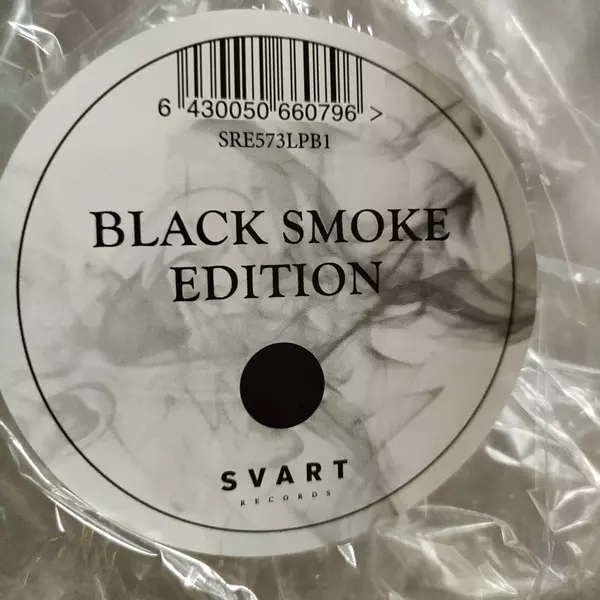 6 430050 660796 >
SRE573LPB1
BLACK SMOKE
EDITION
SVART
RECORDS